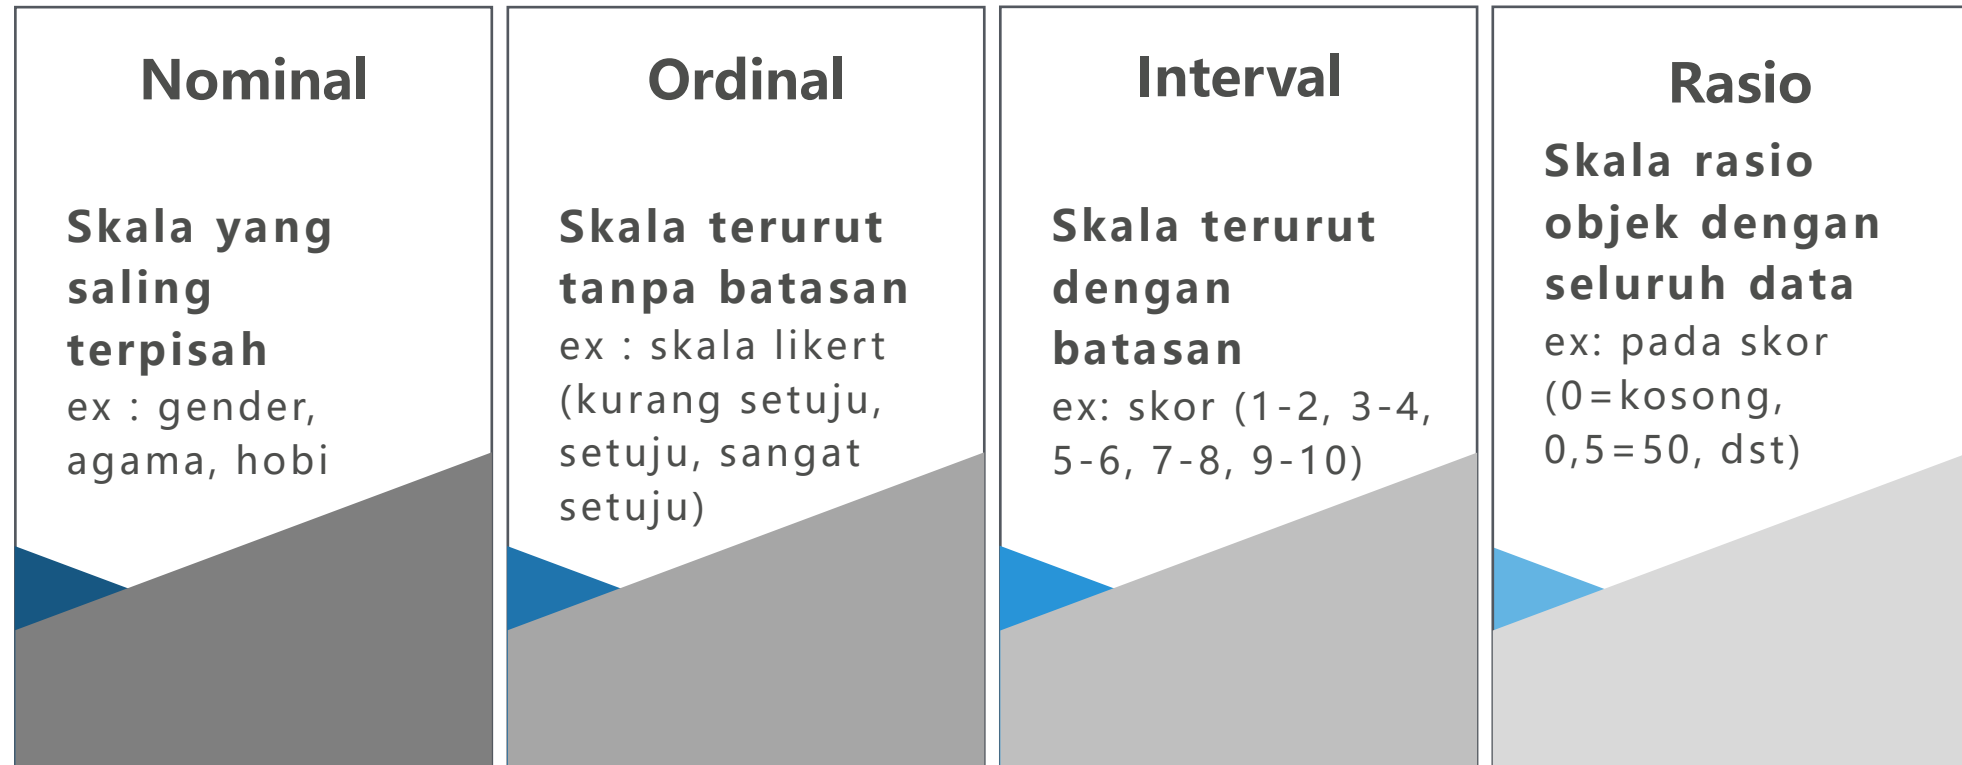 Nominal
Skala yang
saling
terpisah
ex : gender,
agama, hobi
Ordinal
Skala terurut
tanpa batasan
ex : skala likert
(kurang setuju,
setuju, sangat
setuju)
Interval
Skala terurut
dengan
batasan
ex: skor (1-2, 3-4,
5-6, 7-8, 9-10)
Rasio
Skala rasio
objek dengan
seluruh data
ex: pada skor
(0=kosong,
0,5=50, dst)